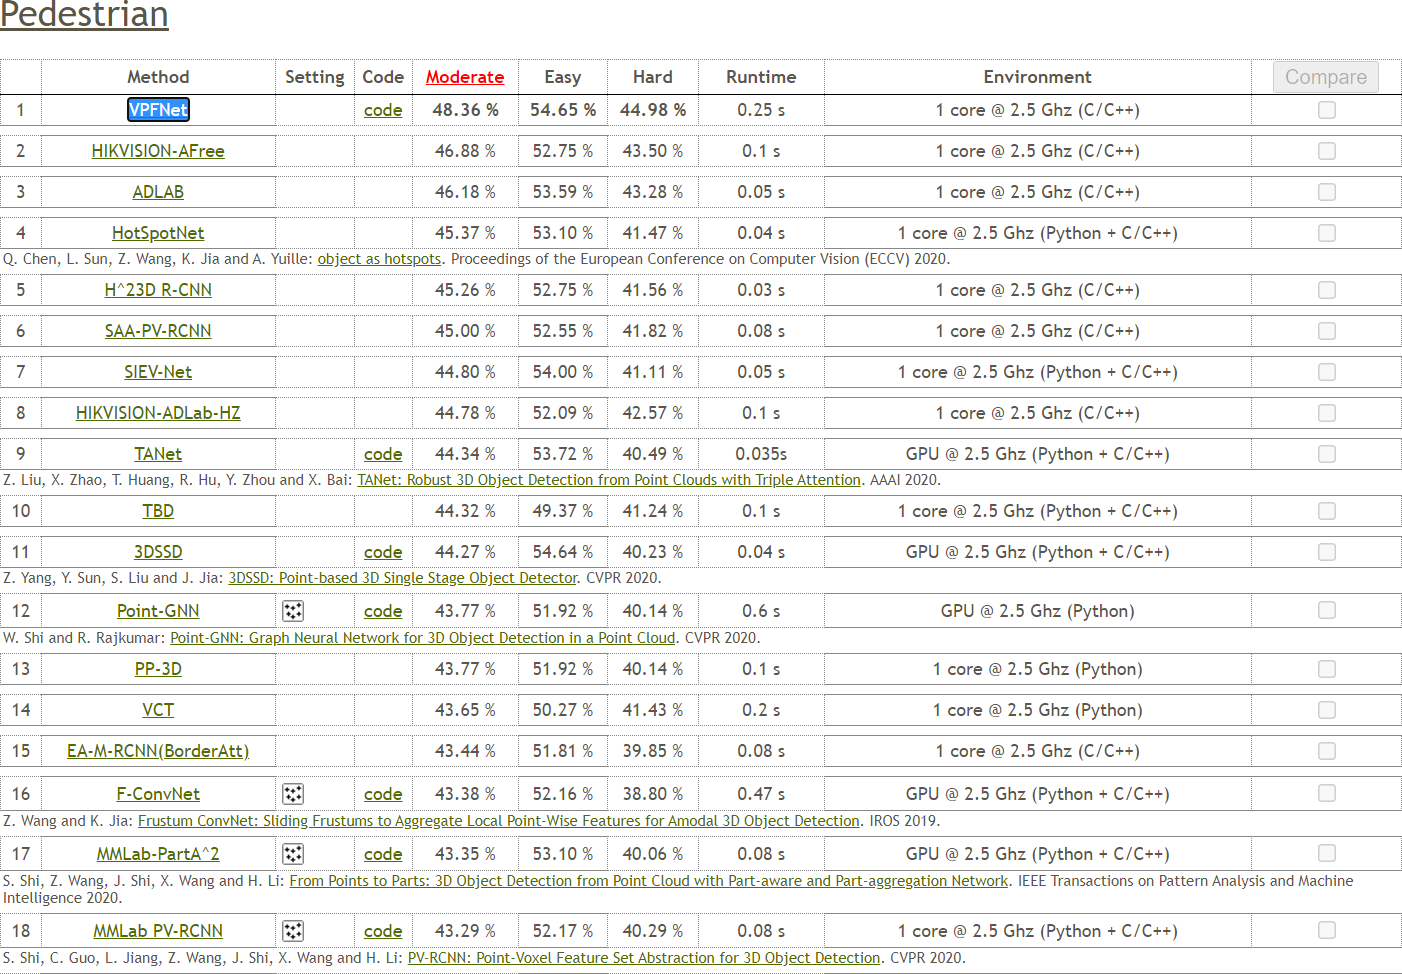 Pedestrian
Method Setting Code Moderate Easy Hard Runtime Environment Compare
1 VPFNet code 48.36 % 54.65 % 44.98 % 0.25 s 1 core @ 2.5 Ghz (C/C++)
2 HIKVISION-AFree 46.88 % 52.75 % 43.50 % 0.1 s 1 core @ 2.5 Ghz (C/C++)
3 ADLAB 46.18 % 53.59 % 43.28 % 0.05 s 1 core @ 2.5 Ghz (C/C++)
4 HotSpotNet 45.37 % 53.10 % 41.47 % 0.04 s 1 core @ 2.5 Ghz (Python + C/C++)
Q. Chen, L. Sun, Z. Wang, K. Jia and A. Yuille: object as hotspots. Proceedings of the European Conference on Computer Vision (ECCV) 2020.
5 H^23D R-CNN 45.26 % 52.75 % 41.56 % 0.03 s 1 core @ 2.5 Ghz (C/C++)
6 SAA-PV-RCNN 45.00 % 52.55 % 41.82 % 0.08 s 1 core @ 2.5 Ghz (C/C++)
7 SIEV-Net 44.80 % 54.00 % 41.11 % 0.05 s 1 core @ 2.5 Ghz (Python + C/C++)
8 HIKVISION-ADLab-HZ 44.78 % 52.09 % 42.57 % 0.1 s 1 core @ 2.5 Ghz (C/C++)
9 TANet code 44.34 % 53.72 % 40.49 % 0.035s GPU @ 2.5 Ghz (Python + C/C++)
Z. Liu, X. Zhao, T. Huang, R. Hu, Y. Zhou and X. Bai: TANet: Robust 3D Object Detection from Point Clouds with Triple Attention. AAAI 2020.
10 TBD 44.32 % 49.37 % 41.24 % 0.1 s 1 core @ 2.5 Ghz (Python + C/C++)
11 3DSSD code 44.27 % 54.64 % 40.23 % 0.04 s GPU @ 2.5 Ghz (Python + C/C++)
Z. Yang, Y. Sun, S. Liu and J. Jia: 3DSSD: Point-based 3D Single Stage Object Detector. CVPR 2020.
12 Point-GNN code 43.77 % 51.92 % 40.14 % 0.6 s GPU @ 2.5 Ghz (Python)
W. Shi and R. Rajkumar: Point-GNN: Graph Neural Network for 3D Object Detection in a Point Cloud. CVPR 2020.
13 PP-3D 43.77 % 51.92 % 40.14 % 0.1 s 1 core @ 2.5 Ghz (Python)
14 VCT 43.65 % 50.27 % 41.43 % 0.2 s 1 core @ 2.5 Ghz (Python)
15 EA-M-RCNN(BorderAtt) 43.44 % 51.81 % 39.85 % 0.08 s 1 core @ 2.5 Ghz (C/C++)
16 F-ConvNet code 43.38 % 52.16 % 38.80 % 0.47 s GPU @ 2.5 Ghz (Python + C/C++)
Z. Wang and K. Jia: Frustum ConvNet: Sliding Frustums to Aggregate Local Point-Wise Features for Amodal 3D Object Detection. IROS 2019.
17 MMLab-PartA^2 code 43.35 % 53.10 % 40.06 % 0.08 s GPU @ 2.5 Ghz (Python + C/C++)
S. Shi, Z. Wang, J. Shi, X. Wang and H. Li: From Points to Parts: 3D Object Detection from Point Cloud with Part-aware and Part-aggregation Network. IEEE Transactions on Pattern Analysis and Machine
Intelligence 2020.
18 MMLab PV-RCNN code 43.29 % 52.17 % 40.29 % 0.08 s 1 core @ 2.5 Ghz (Python + C/C++)
S. Shi, C. Guo, L. Jiang, Z. Wang, J. Shi, X. Wang and H. Li: PV-RCNN: Point-Voxel Feature Set Abstraction for 3D Object Detection. CVPR 2020.